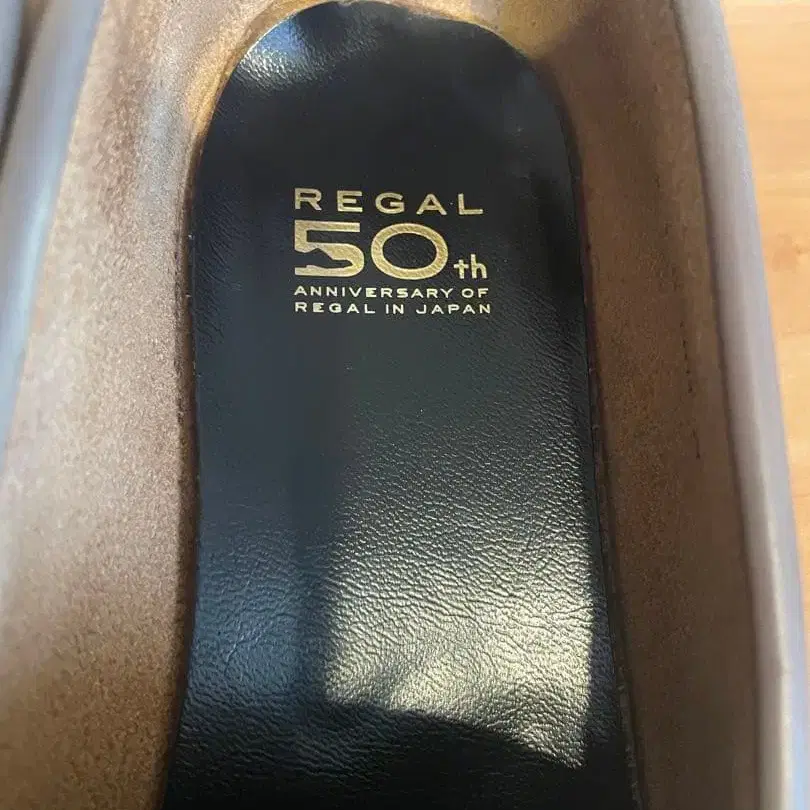 REGAL
50th
ANNIVERSARY OF
REGAL IN JAPAN